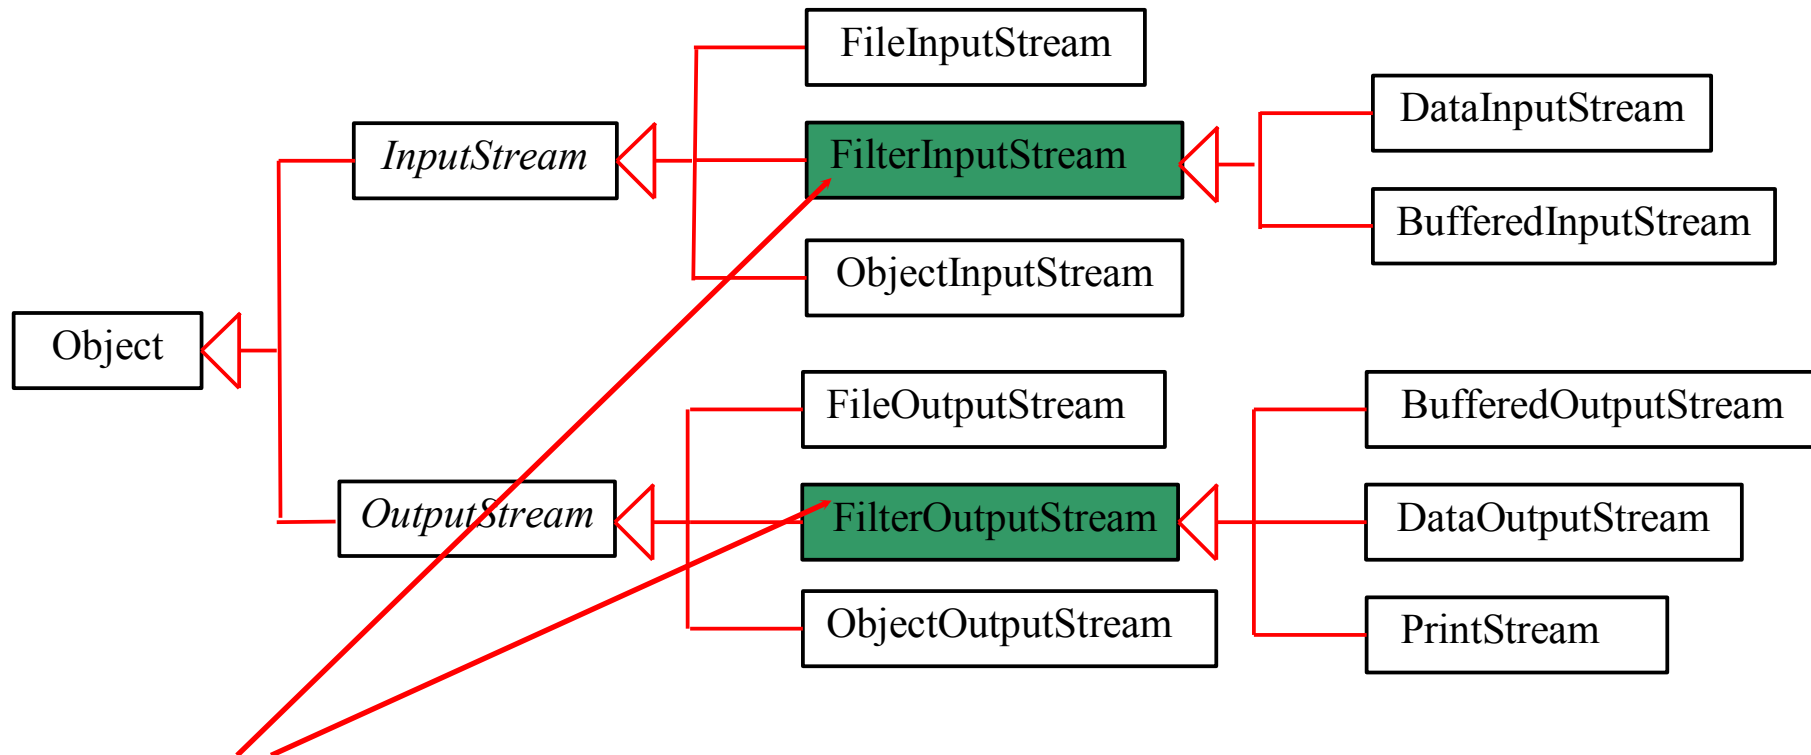 Object
InputStream
FileInputStream
FilterInputStream
ObjectInputStream
DataInputStream
BufferedInputStream
OutputStream
FileOutputStream
FilterOutputStream
ObjectOutputStream
BufferedOutputStream
DataOutputStream
PrintStream